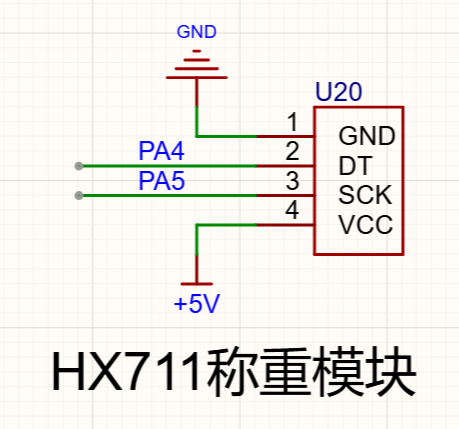 GND
U20
1 GND
PA4 2 DT
PA5 3 SCK
4 VCC
+5V
HX711称重模块